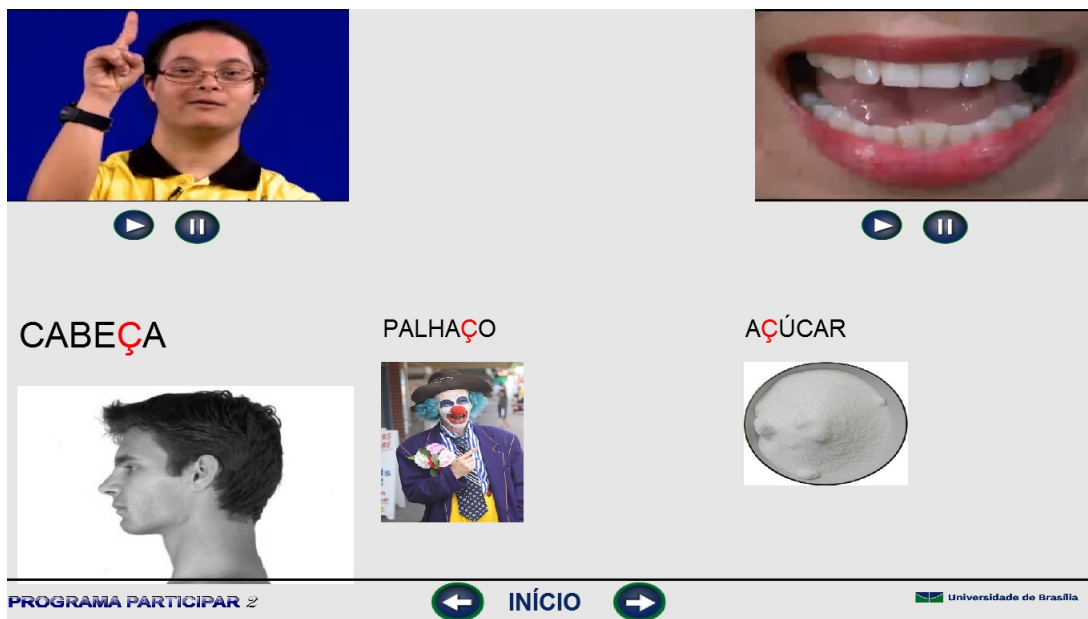 CABEÇA
PALHAÇO
AÇÚCAR
PROGRAMA PARTICIPAR 2
INÍCIO
Universidade de Brasília